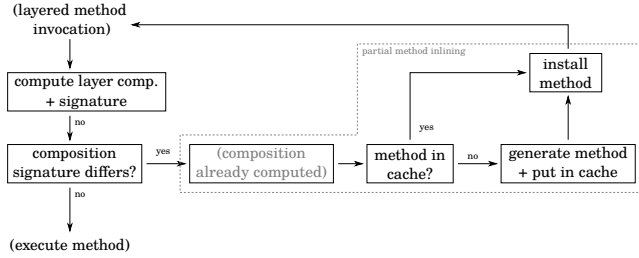 (layered method
invocation)
partial method inlining
install
method
compute layer comp.
+ signature
no
yes
composition
signature differs?
yes
(composition
already computed)
method in
cache?
no
generate method
+ put in cache
no
(execute method)